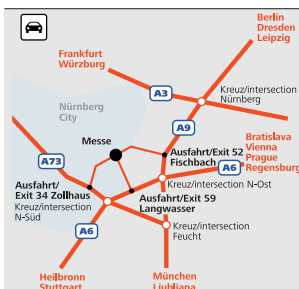 Berlin
Dresden
Leipzig
Frankfurt
Würzburg
A3
Kreuz/intersection
Nürnberg
Nürnberg
City
A9
Messe
Bratislava
Vienna
Prague
Regensburg
Ausfahrt/Exit 52
Fischbach
A73
A6
Ausfahrt/
Exit 34 Zollhaus
Kreuz/intersection
N-Süd
Kreuz/intersection N-Ost
Ausfahrt/Exit 59
Langwasser
A6
Kreuz/intersection
Feucht
Heilbronn
Stuttgart
München
Ljubljana